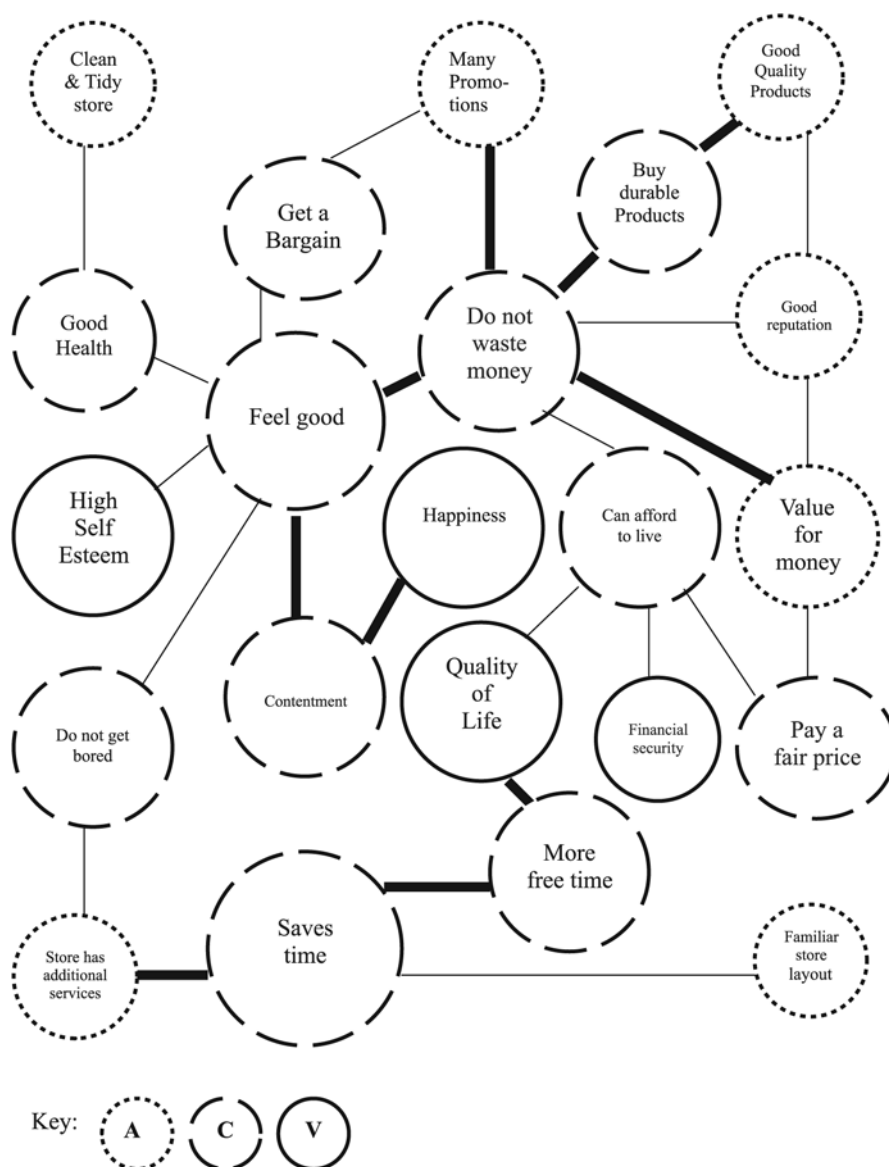 Clean
& Tidy
store
Many
Promo-
tions
Good
Quality
Products
Get a
Bargain
Buy
durable
Products
Good
Health
Feel good
Do not
waste
money
Good
reputation
High
Self
Esteem
Happiness
Can afford
to live
Value
for
money
Contentment
Quality
of
Life
Do not get
bored
Financial
security
Pay a
fair price
More
free time
Saves
time
Store has
additional
services
Familiar
store
layout
Key:
A
C
V